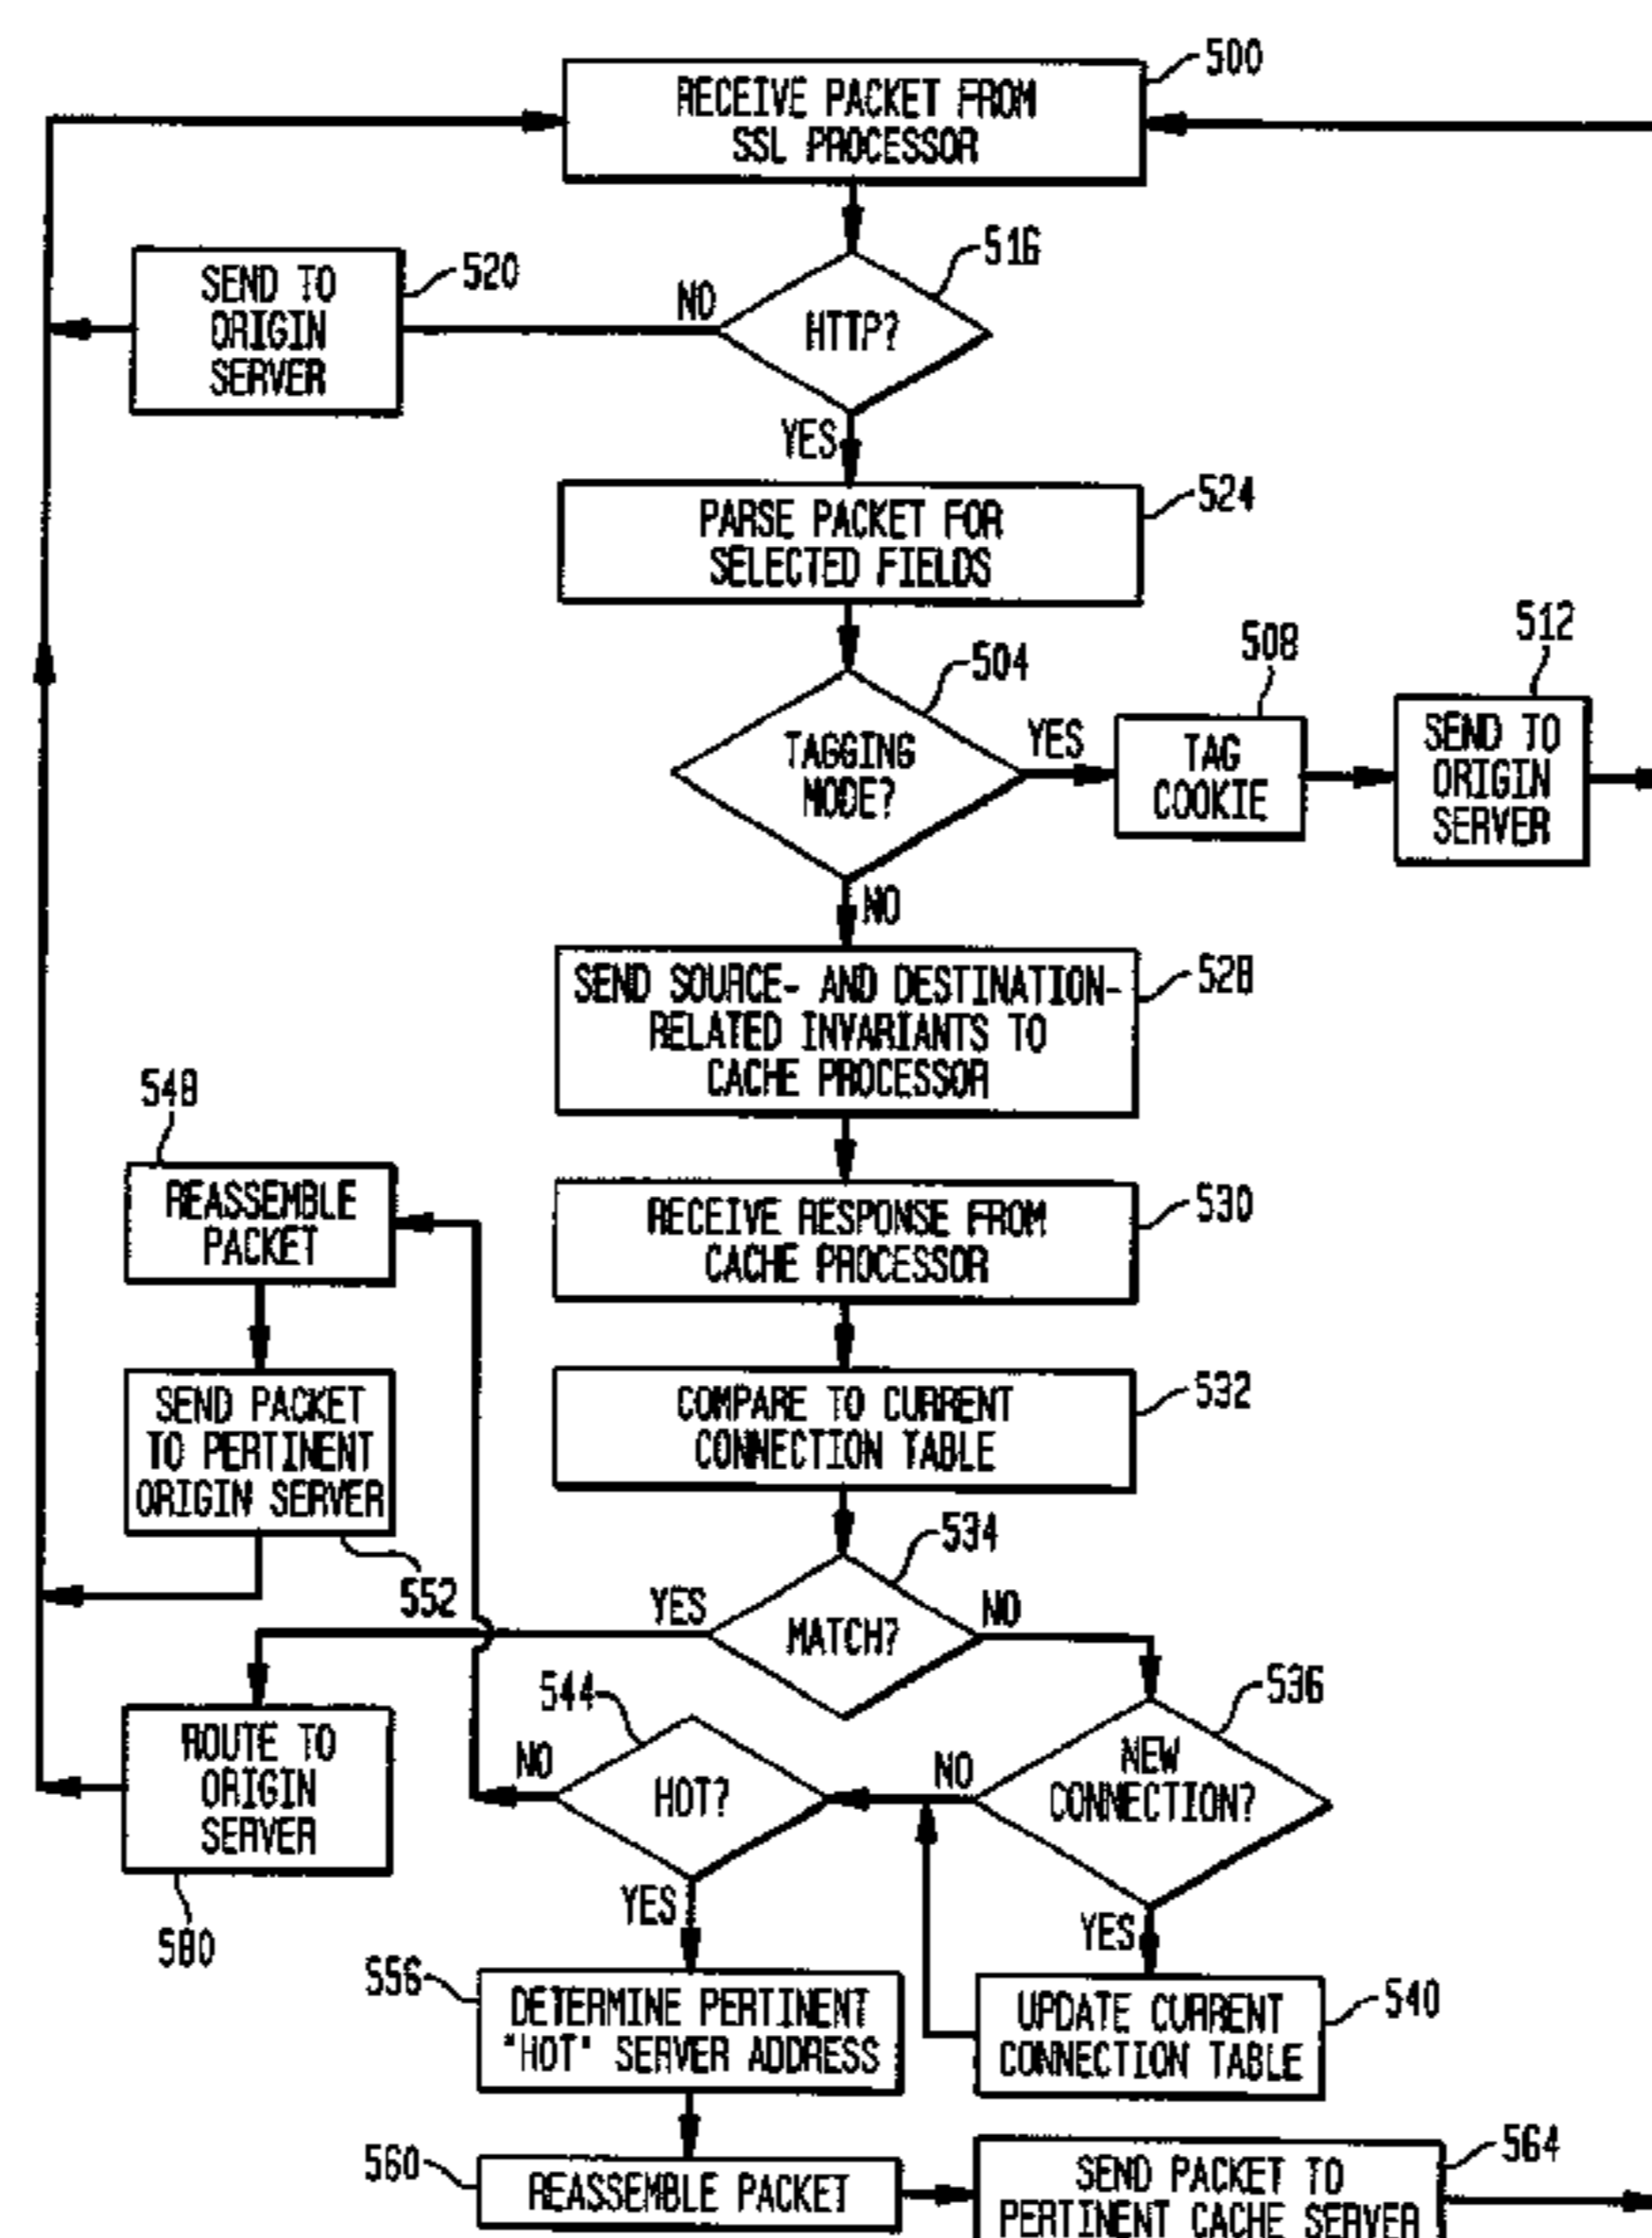 500
RECEIVE PACKET FROM
SSL PROCESSOR
516
520
SEND TO
ORIGIN
SERVER
NO
HTTP?
YES
524
PARSE PACKET FOR
SELECTED FIELDS
504
508
512
TAGGING
MODE?
YES
TAG
COOKIE
SEND TO
ORIGIN
SERVER
NO
528
SEND SOURCE- AND DESTINATION-
RELATED INVARIANTS TO
CACHE PROCESSOR
548
REASSEMBLE
PACKET
530
RECEIVE RESPONSE FROM
CACHE PROCESSOR
532
COMPARE TO CURRENT
CONNECTION TABLE
SEND PACKET
TO PERTINENT
ORIGIN SERVER
552
534
YES
MATCH?
NO
536
544
ROUTE TO
ORIGIN
SERVER
580
NO
HOT?
NO
NEW
CONNECTION?
YES
YES
556
DETERMINE PERTINENT
"HOT" SERVER ADDRESS
540
UPDATE CURRENT
CONNECTION TABLE
560
REASSEMBLE PACKET
564
SEND PACKET TO
PERTINENT CACHE SERVER